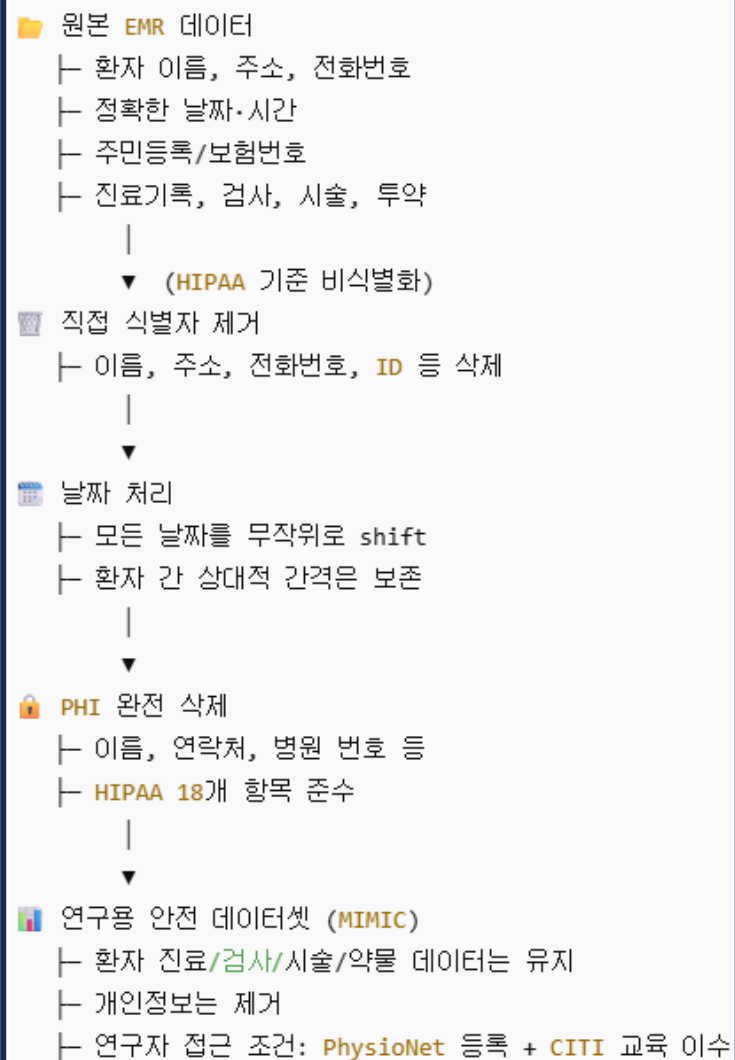 📁 원본 EMR 데이터
├─ 환자 이름, 주소, 전화번호
├─ 정확한 날짜·시간
├─ 주민등록/보험번호
├─ 진료기록, 검사, 시술, 투약
│
▼ (HIPAA 기준 비식별화)
🗑️ 직접 식별자 제거
├─ 이름, 주소, 전화번호, ID 등 삭제
│
▼
🗓️ 날짜 처리
├─ 모든 날짜를 무작위로 shift
├─ 환자 간 상대적 간격은 보존
│
▼
🔒 PHI 완전 삭제
├─ 이름, 연락처, 병원 번호 등
├─ HIPAA 18개 항목 준수
│
▼
📊 연구용 안전 데이터셋 (MIMIC)
├─ 환자 진료/검사/시술/약물 데이터는 유지
├─ 개인정보는 제거
├─ 연구자 접근 조건: PhysioNet 등록 + CITI 교육 이수